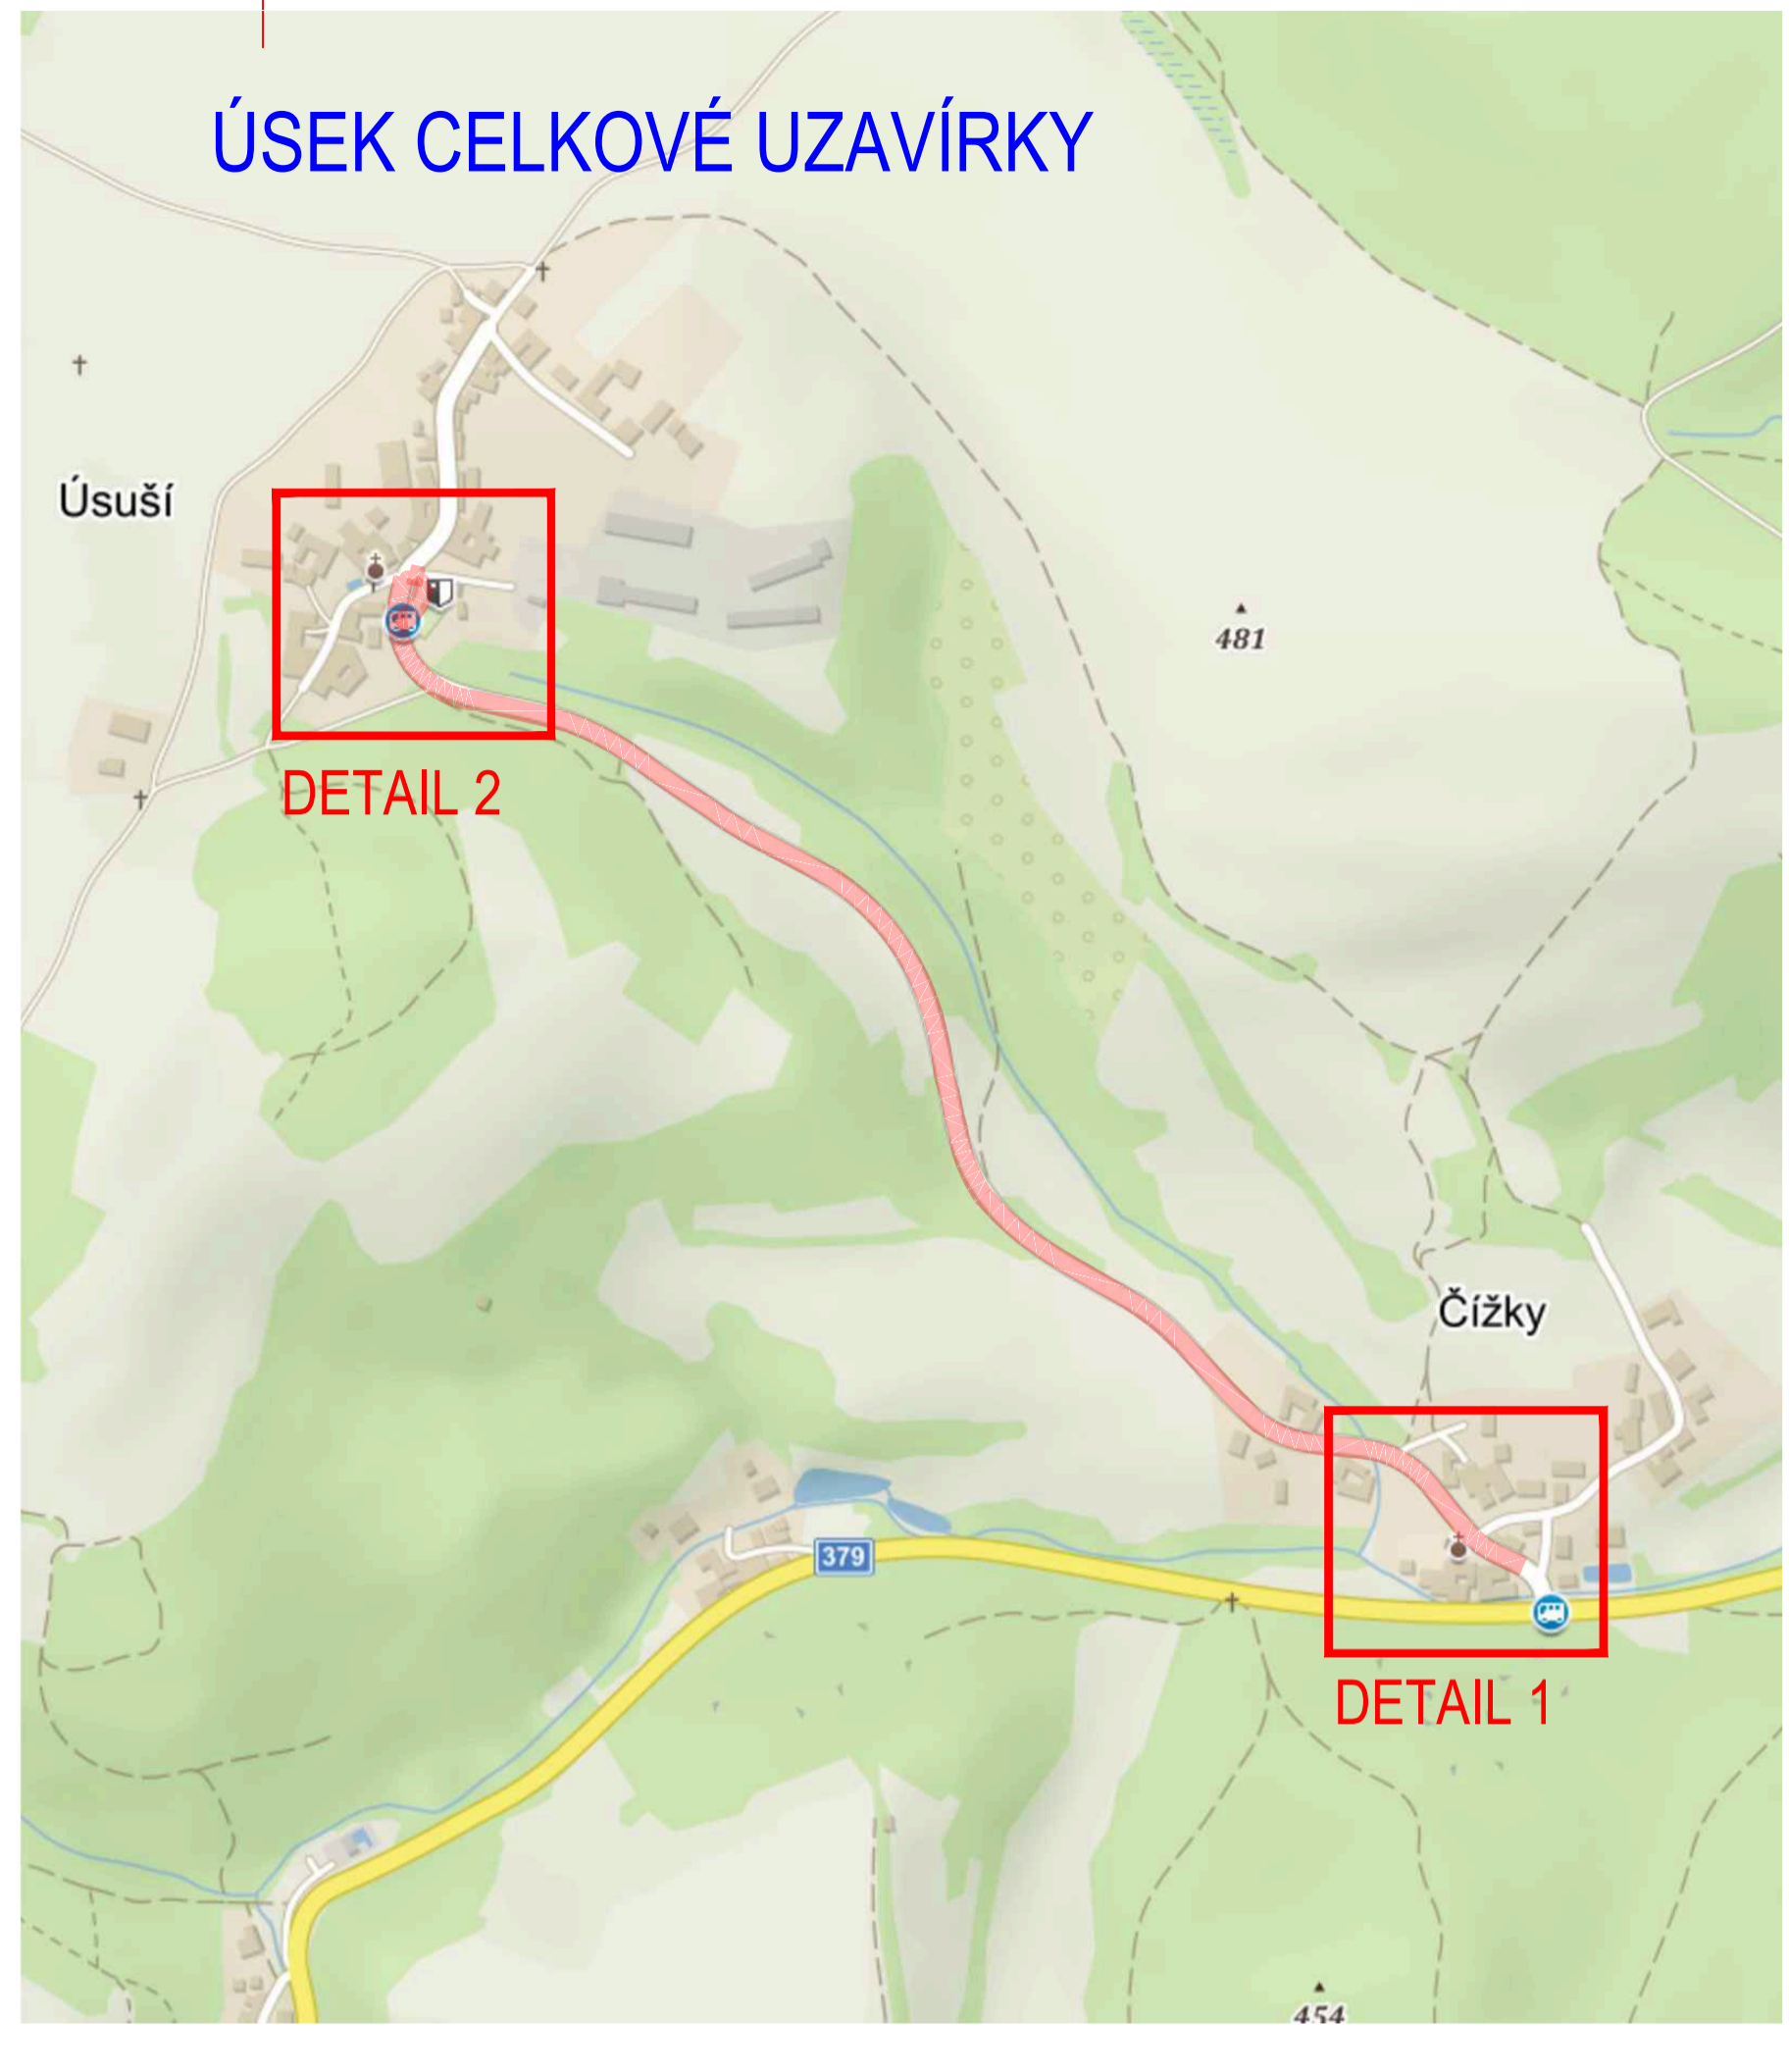 ÚSEK CELKOVÉ UZAVÍRKY
Úsuší
481
DETAIL 2
Čížky
379
DETAIL 1
454